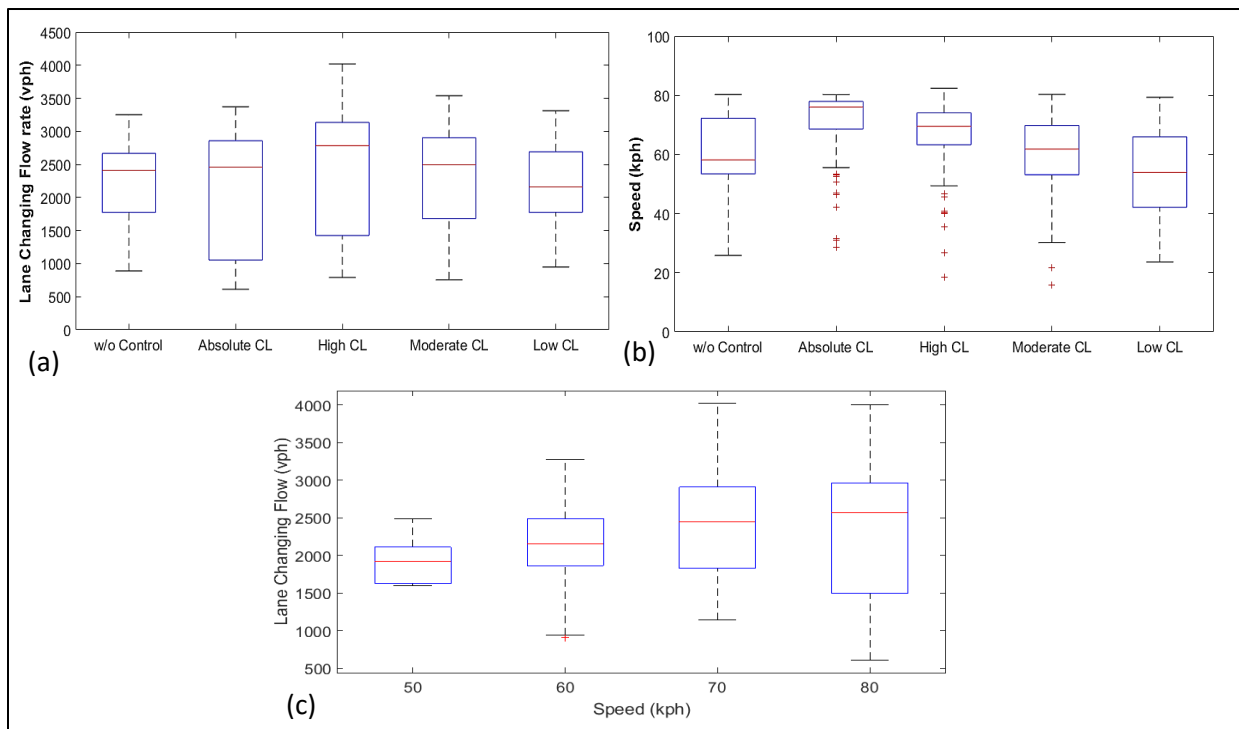 4500
4000
3500
3000
2500
2000
1500
1000
500
0
Lane Changing Flow rate (vph)
w/o Control Absolute CL High CL Moderate CL Low CL
(a)
100
80
60
40
20
0
Speed (kph)
w/o Control Absolute CL High CL Moderate CL Low CL
(b)
4000
3500
3000
2500
2000
1500
1000
500
Lane Changing Flow (vph)
50 60 70 80
Speed (kph)
(c)